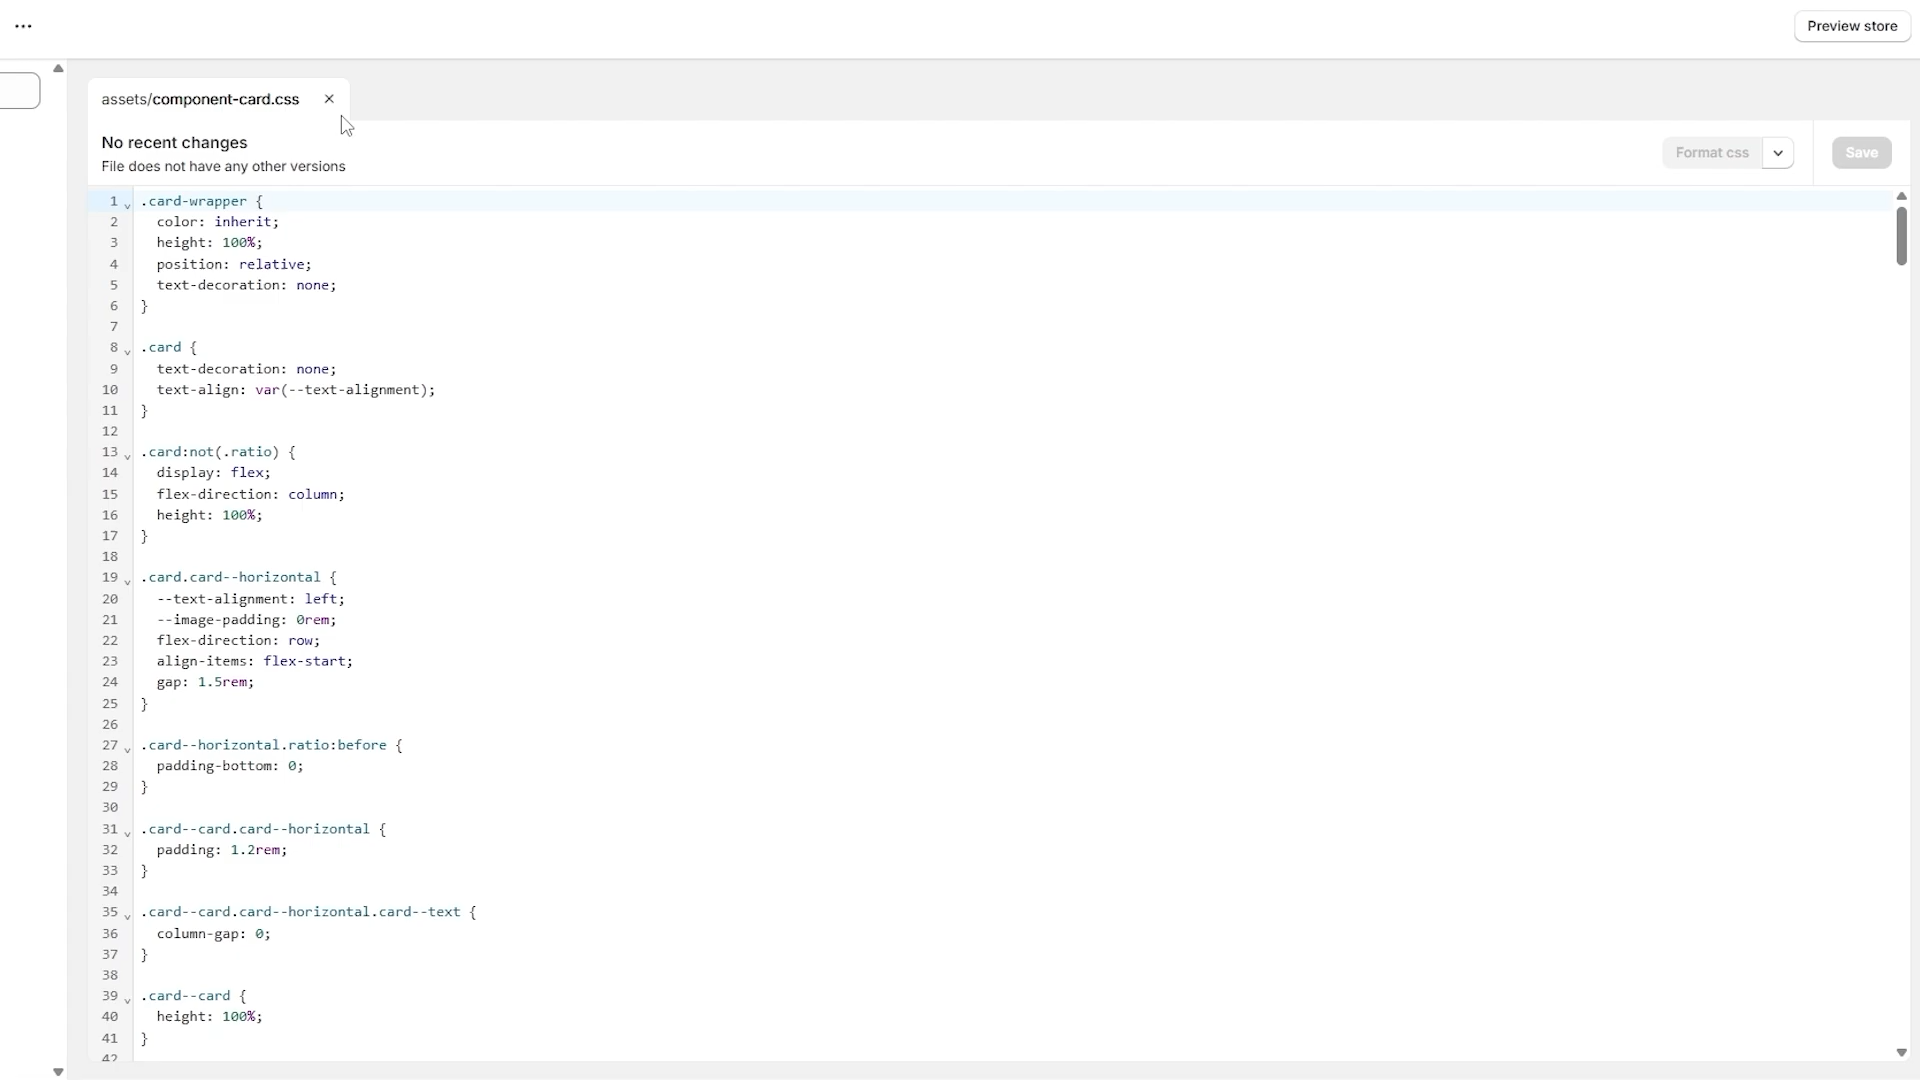 ...
Preview store
assets/component-card.css
No recent changes
File does not have any other versions
Format css
Save
1 .card-wrapper {
2 color: inherit;
3 height: 100%;
4 position: relative;
5 text-decoration: none;
6 }
7
8 .card {
9 text-decoration: none;
10 text-align: var(--text-alignment);
11 }
12
13 .card:not(.ratio) {
14 display: flex;
15 flex-direction: column;
16 height: 100%;
17 }
18
19 .card.card--horizontal {
20 --text-alignment: left;
21 --image-padding: 0rem;
22 flex-direction: row;
23 align-items: flex-start;
24 gap: 1.5rem;
25 }
26
27 .card--horizontal.ratio:before {
28 padding-bottom: 0;
29 }
30
31 .card--card.card--horizontal {
32 padding: 1.2rem;
33 }
34
35 .card--card.card--horizontal.card--text {
36 column-gap: 0;
37 }
38
39 .card--card {
40 height: 100%;
41 }
42